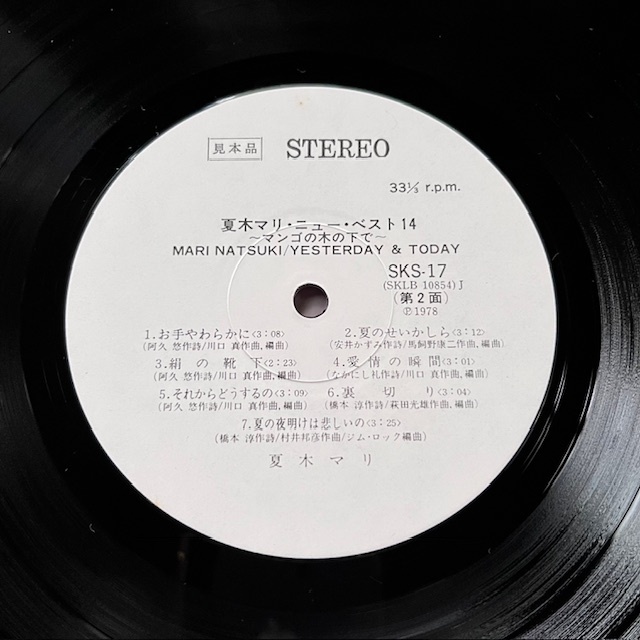 見本品 STEREO
33⅓ r.p.m.
夏木マリ・ニュー・ベスト14
―マンゴの木の下で―
MARI NATSUKI/YESTERDAY & TODAY
SKS-17
(SKLB 10854) J
(第2面)
℗1978
1.お手やわらかに<3:08> 2.夏のせいかしら<3:12>
(阿久 悠作詩/川口 真作曲、編曲) (安井かずみ作詩/馬飼野康二作曲、編曲)
3.絹の靴下<2:23> 4.愛情の瞬間<3:01>
(阿久 悠作詩/川口 真作曲、編曲) (なかにし礼作詩/川口 真作曲、編曲)
5.それからどうするの<3:09> 6.裏切り<3:04>
(阿久 悠作詩/川口 真作曲、編曲) (橋本 淳作詩/萩田光雄作曲、編曲)
7.夏の夜明けは悲しいの<3:25>
(橋本 淳作詩/村井邦彦作曲/ジム・ロック編曲)
夏木マリ